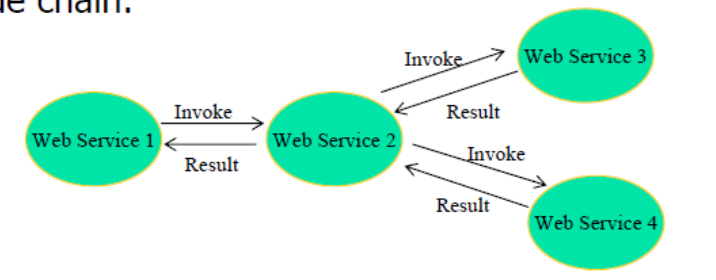 chain.
Invoke
Web Service 3
Invoke
Result
Web Service 1
Web Service 2
Result
Invoke
Result
Web Service 4